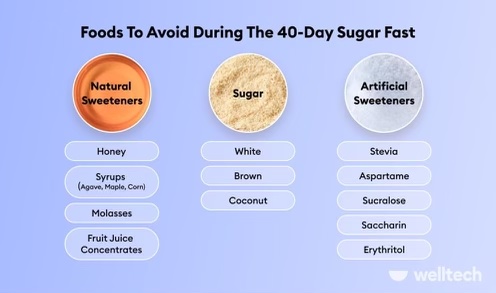 Foods To Avoid During The 40-Day Sugar Fast
Natural
Sweeteners
Honey
Syrups
(Agave, Maple, Corn)
Molasses
Fruit Juice
Concentrates
Sugar
White
Brown
Coconut
Artificial
Sweeteners
Stevia
Aspartame
Sucralose
Saccharin
Erythritol
welltech